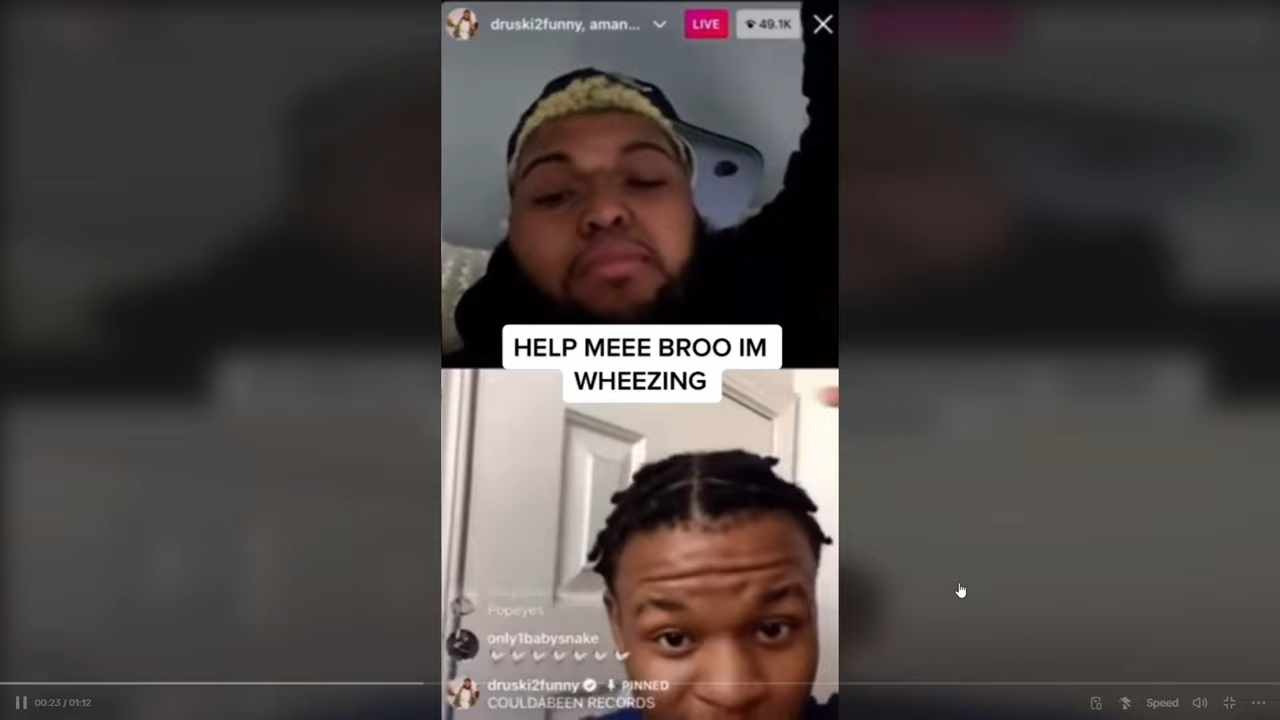 druski2funny, aman...
LIVE
49.1K
HELP MEEE BROO IM
WHEEZING
Popeyes
only1babysnake
druski2funny PINNED
COULDABEEN RECORDS
00:23 / 01:12
Speed